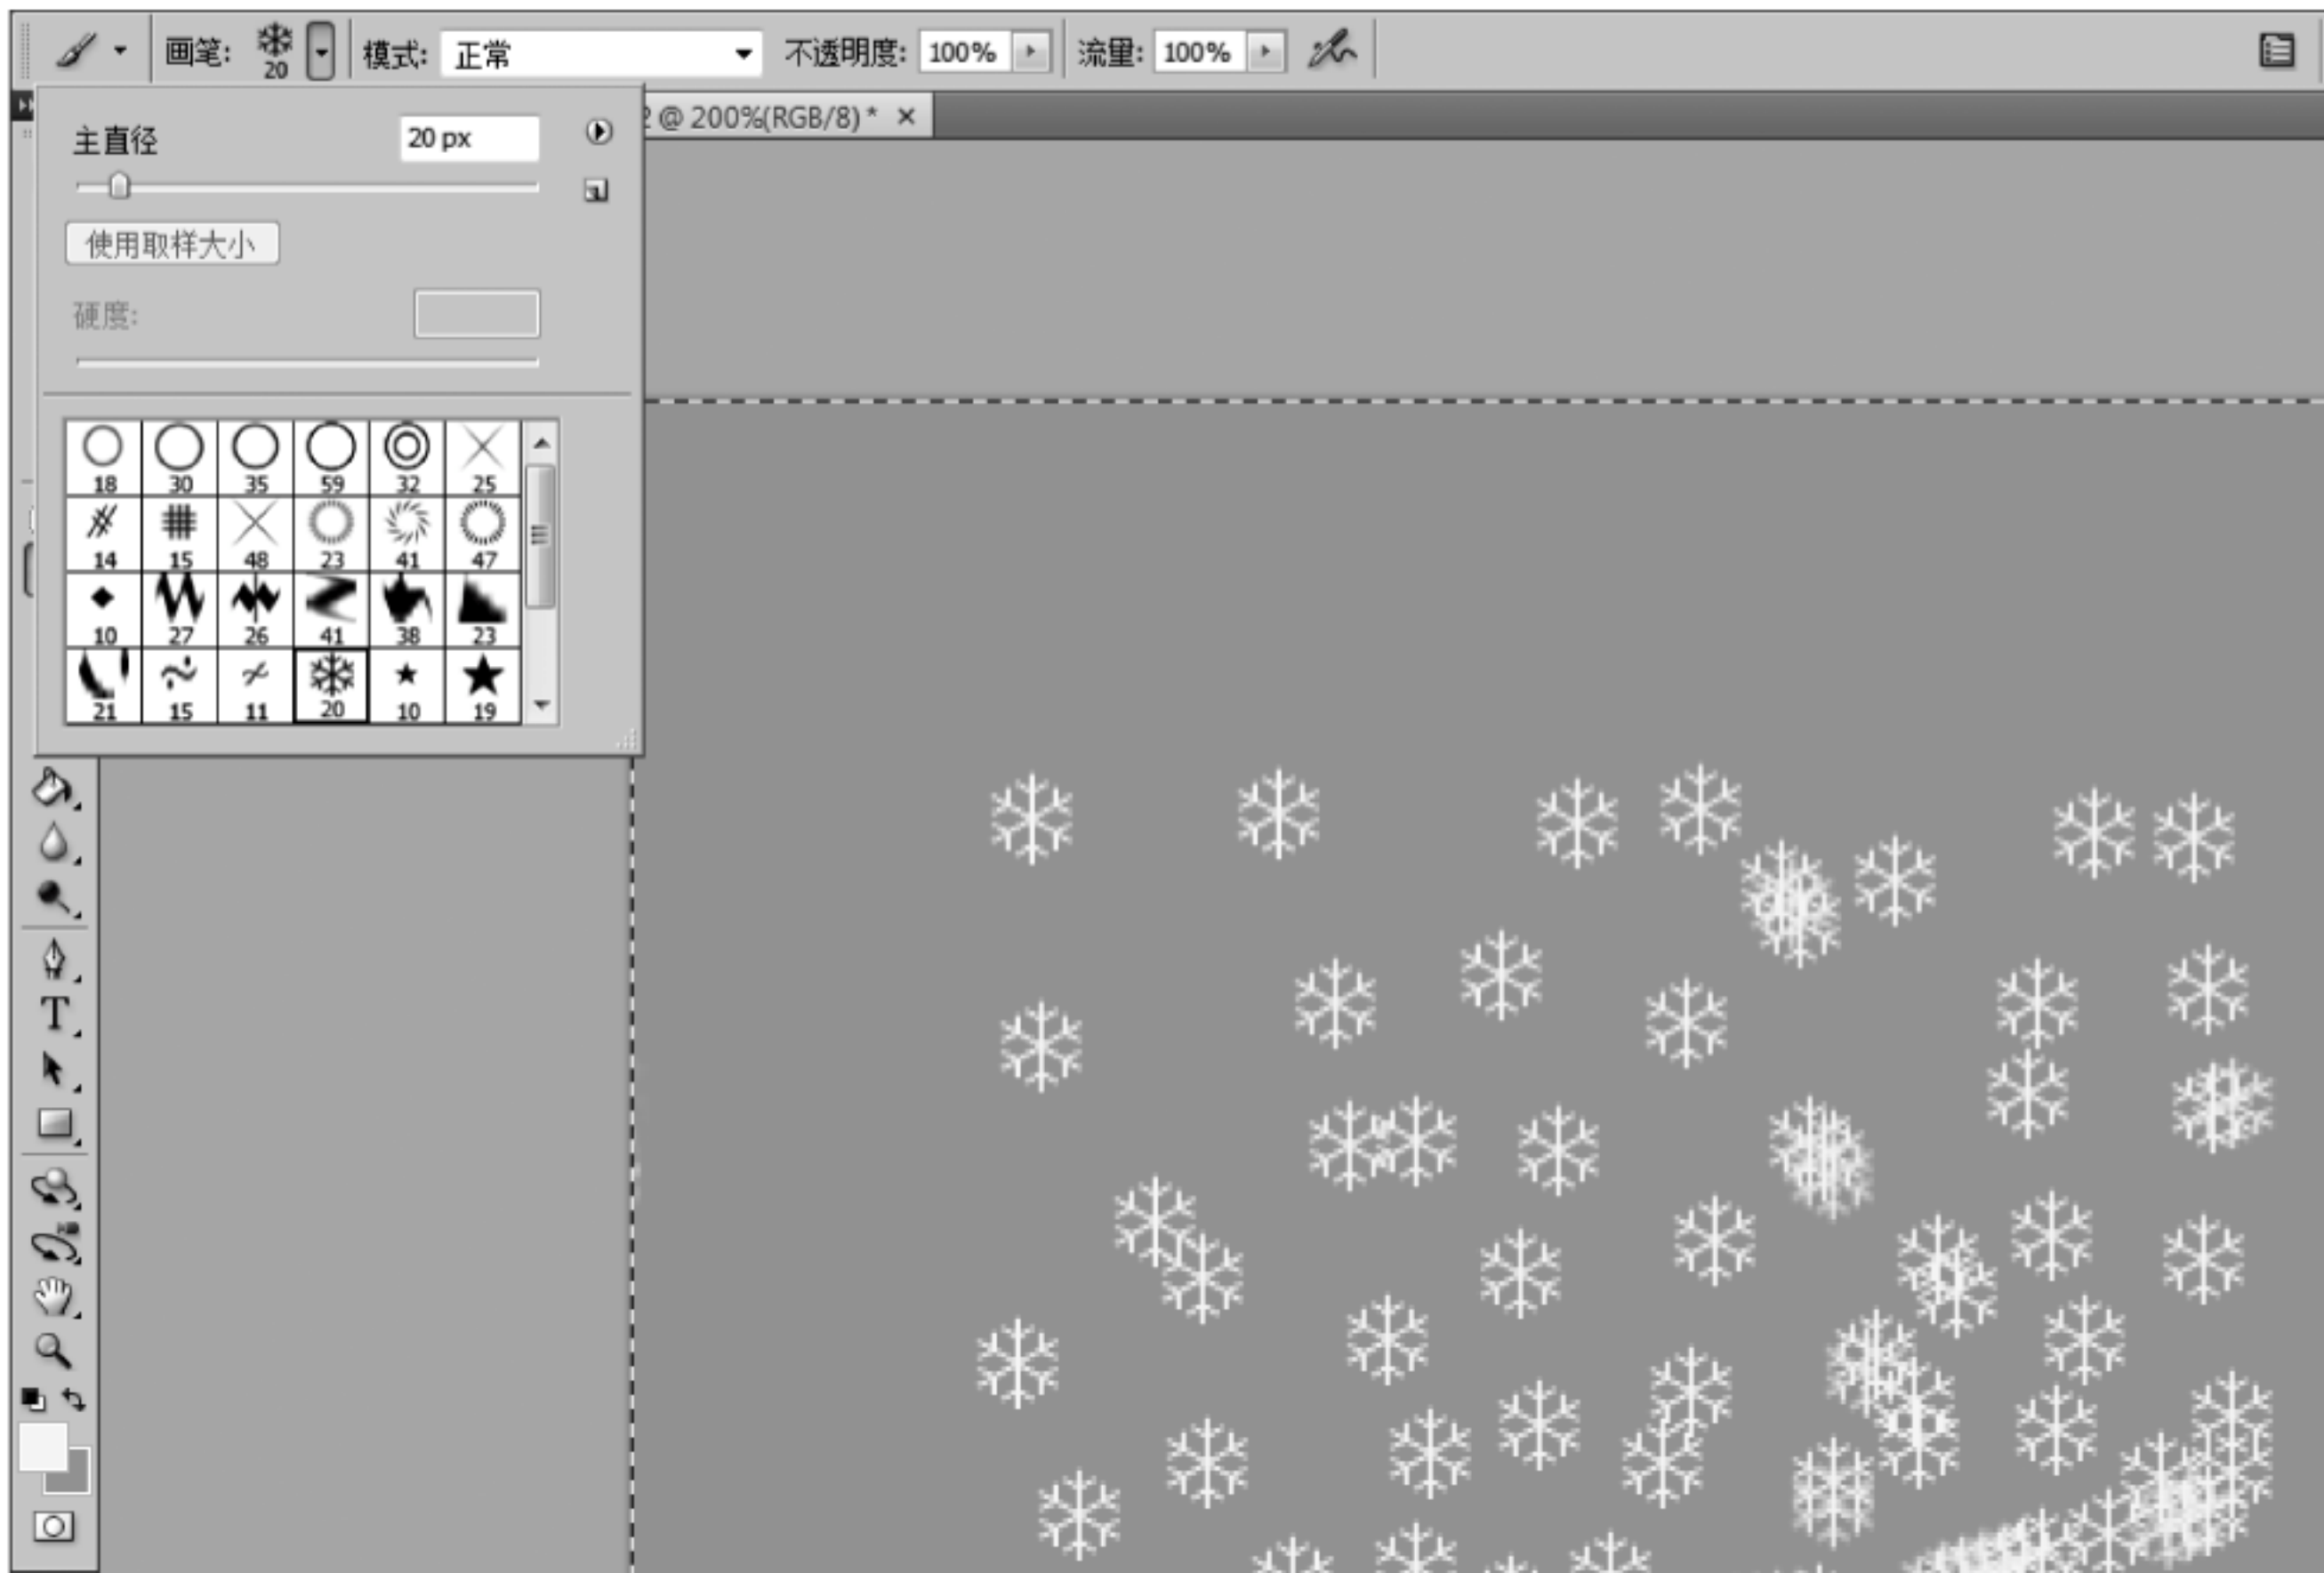 画笔: 20 模式: 正常 不透明度: 100% 流量: 100%
2 @ 200%(RGB/8) * ×
主直径 20 px
使用取样大小
硬度:
18 30 35 59 32 25
14 15 48 23 41 47
10 27 26 41 38 23
21 15 11 20 10 19
T